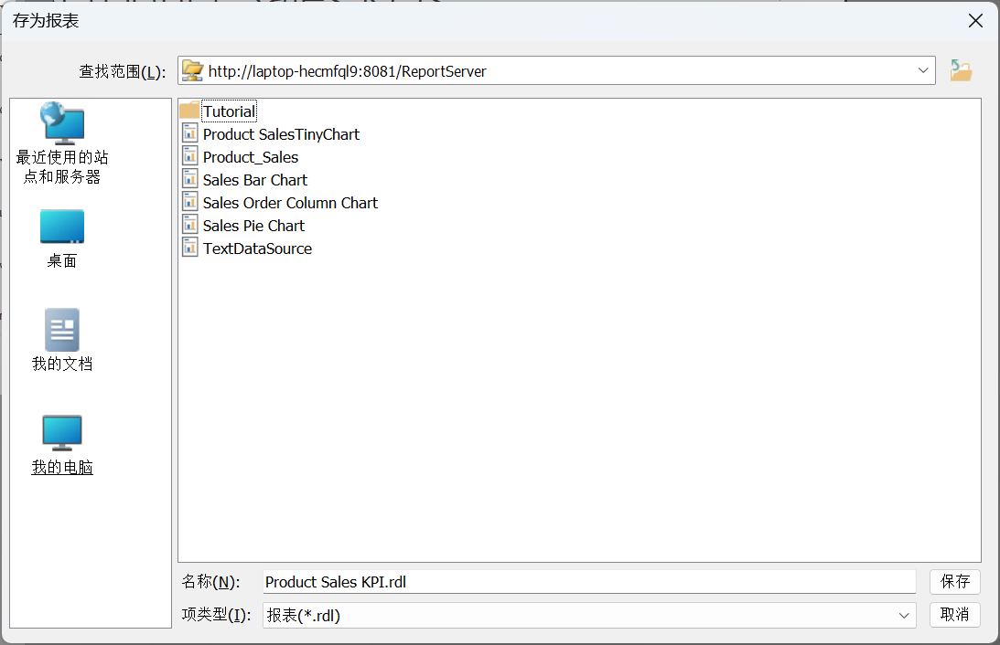 存为报表
查找范围(L):
http://laptop-hecmfql9:8081/ReportServer
最近使用的站
点和服务器
桌面
我的文档
我的电脑
Tutorial
Product SalesTinyChart
Product_Sales
Sales Bar Chart
Sales Order Column Chart
Sales Pie Chart
TextDataSource
名称(N):
Product Sales KPI.rdl
保存
项类型(I):
报表(*.rdl)
取消